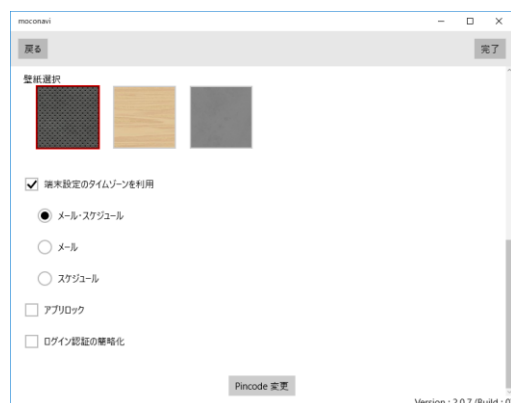 moconavi
戻る
完了
壁紙選択
端末設定のタイムゾーンを利用
メール・スケジュール
メール
スケジュール
アプリロック
ログイン認証の簡略化
Pincode 変更
Version : 2.0.7 (Build : 0